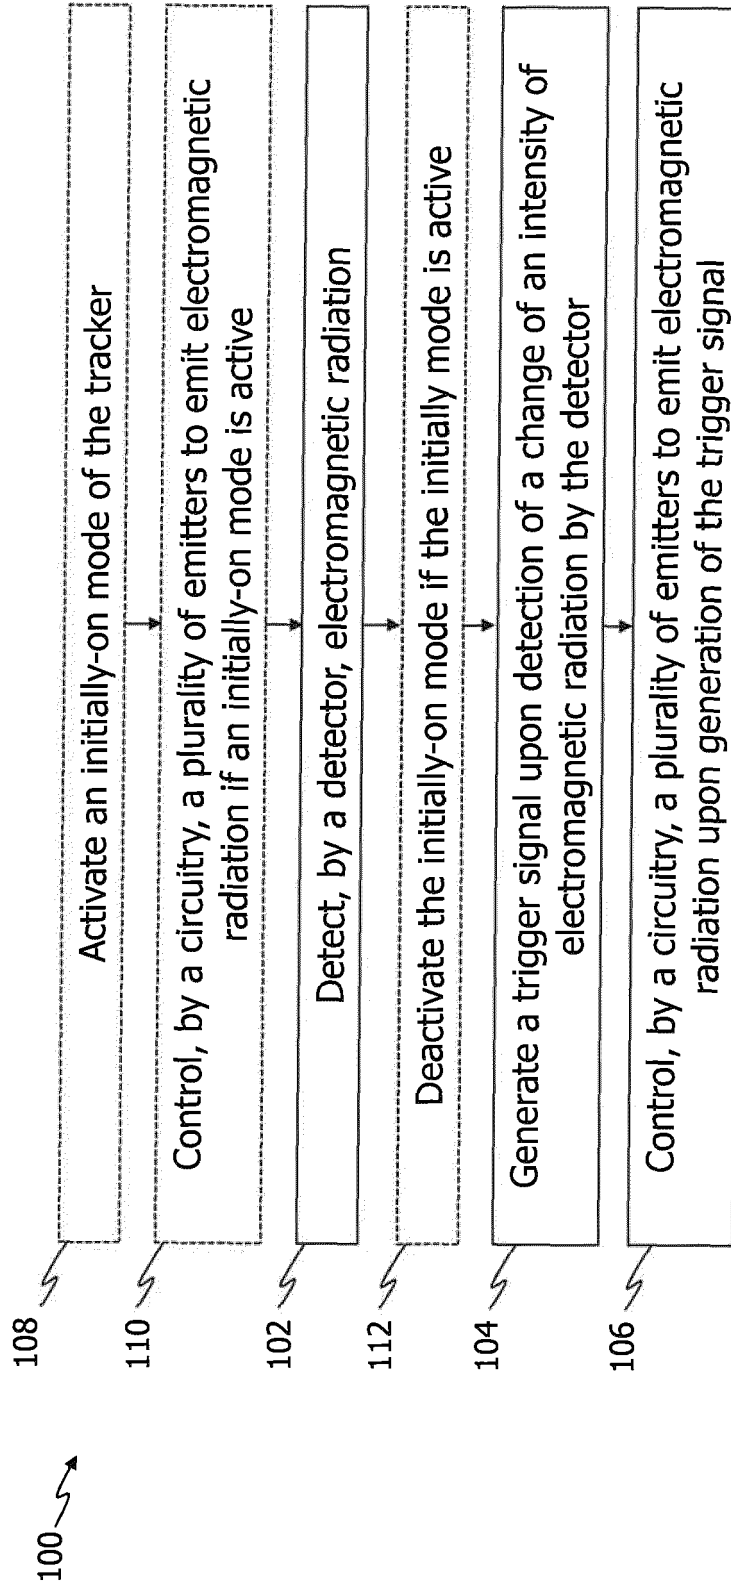 100
108
Activate an initially-on mode of the tracker
110
Control, by a circuitry, a plurality of emitters to emit electromagnetic
radiation if an initially-on mode is active
102
Detect, by a detector, electromagnetic radiation
112
Deactivate the initially-on mode if the initially mode is active
104
Generate a trigger signal upon detection of a change of an intensity of
electromagnetic radiation by the detector
106
Control, by a circuitry, a plurality of emitters to emit electromagnetic
radiation upon generation of the trigger signal